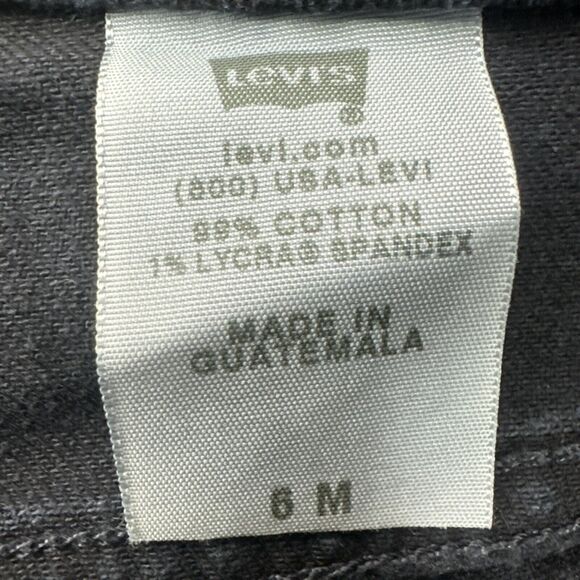 LEVI'S
®
levi.com
(800) USA-LEVI
99% COTTON
1% LYCRA® SPANDEX
MADE IN
GUATEMALA
6 M